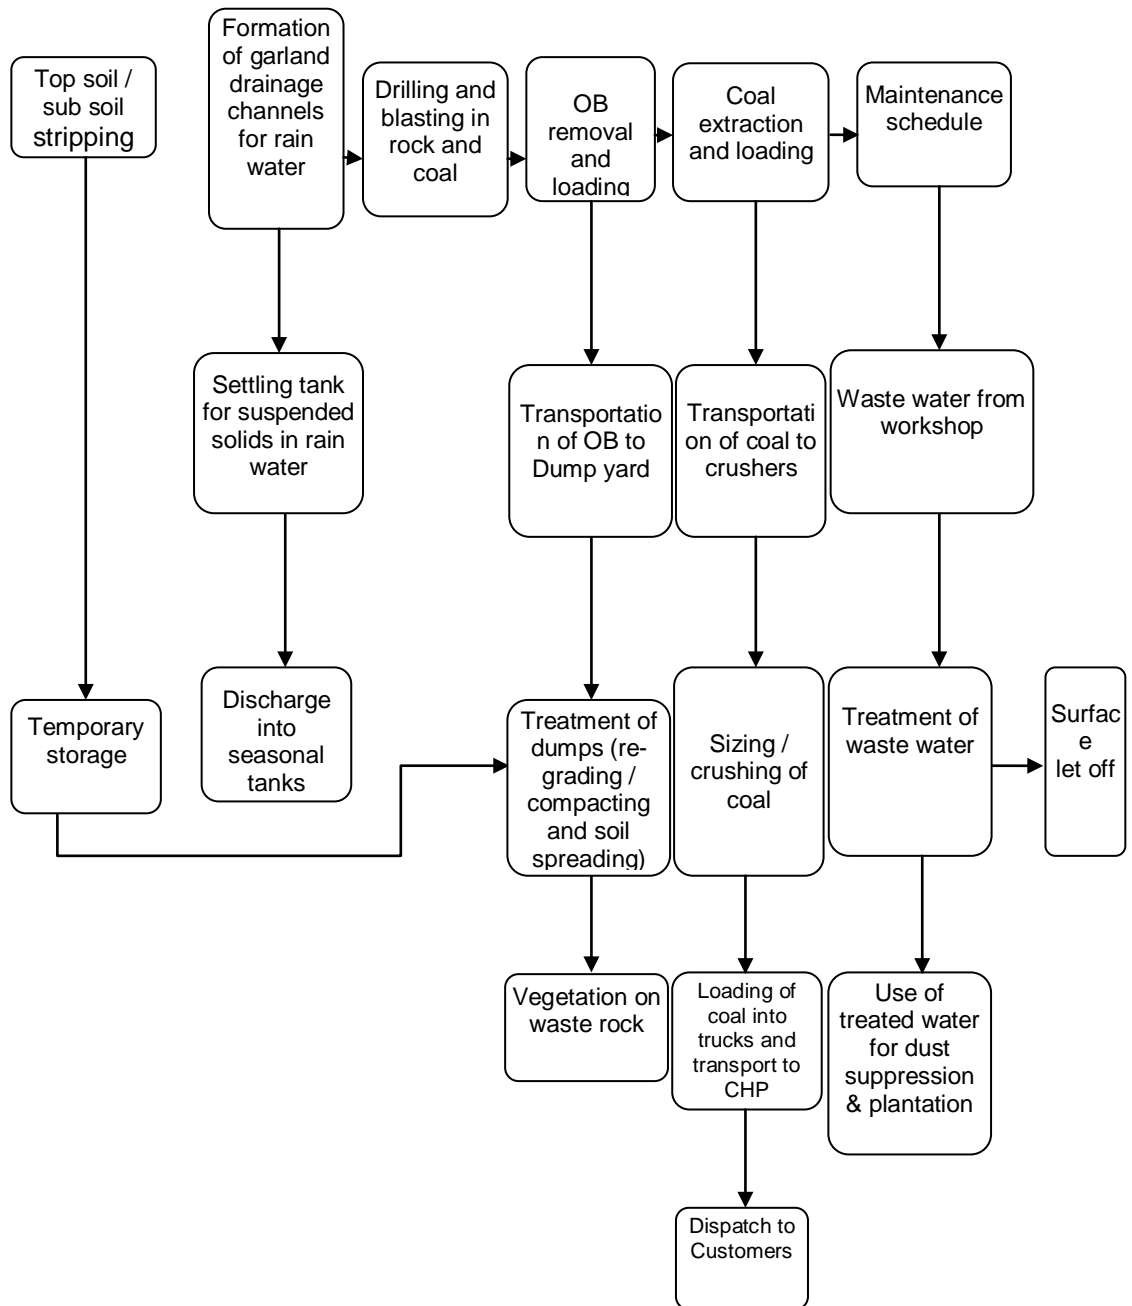 Top soil /
sub soil
stripping
Formation
of garland
drainage
channels
for rain
water
Drilling and
blasting in
rock and
coal
OB
removal
and
loading
Coal
extraction
and loading
Maintenance
schedule
Settling tank
for suspended
solids in rain
water
Transportatio
n of OB to
Dump yard
Transportati
on of coal to
crushers
Waste water from
workshop
Temporary
storage
Discharge
into
seasonal
tanks
Treatment of
dumps (re-
grading /
compacting
and soil
spreading)
Sizing /
crushing of
coal
Treatment of
waste water
Surfac
e
let off
Vegetation on
waste rock
Loading of
coal into
trucks and
transport to
CHP
Use of
treated water
for dust
suppression
& plantation
Dispatch to
Customers